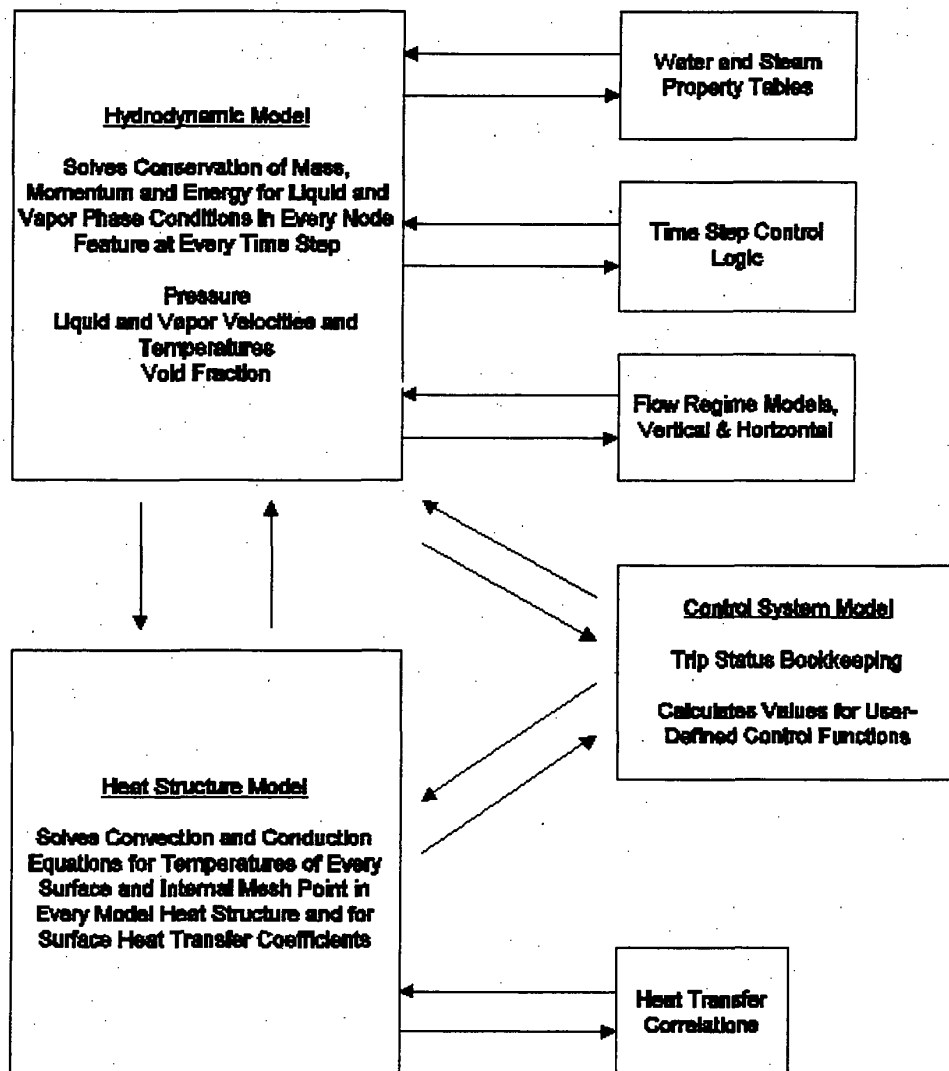 Hydrodynamic Model
Solves Conservation of Mass,
Momentum and Energy for Liquid and
Vapor Phase Conditions in Every Node
Feature at Every Time Step
Pressure
Liquid and Vapor Velocities and
Temperatures
Void Fraction
Water and Steam
Property Tables
Time Step Control
Logic
Flow Regime Models,
Vertical & Horizontal
Control System Model
Trip Status Bookkeeping
Calculates Values for User-
Defined Control Functions
Heat Structure Model
Solves Convection and Conduction
Equations for Temperatures of Every
Surface and Internal Mesh Point in
Every Model Heat Structure and for
Surface Heat Transfer Coefficients
Heat Transfer
Correlations